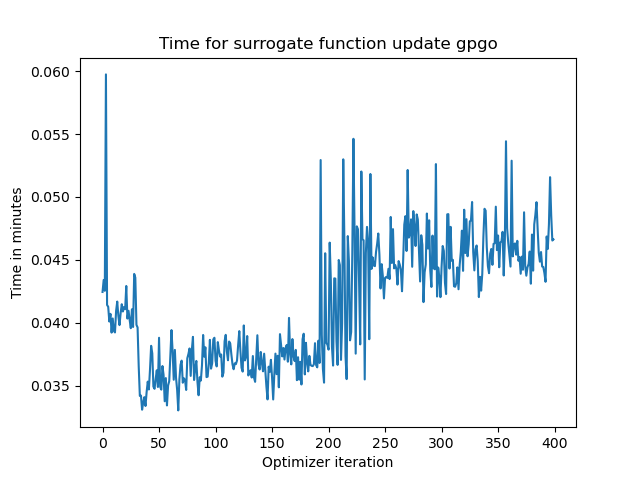 Time for surrogate function update gpgo
0.060
0.055
0.050
0.045
0.040
0.035
Time in minutes
0 50 100 150 200 250 300 350 400
Optimizer iteration